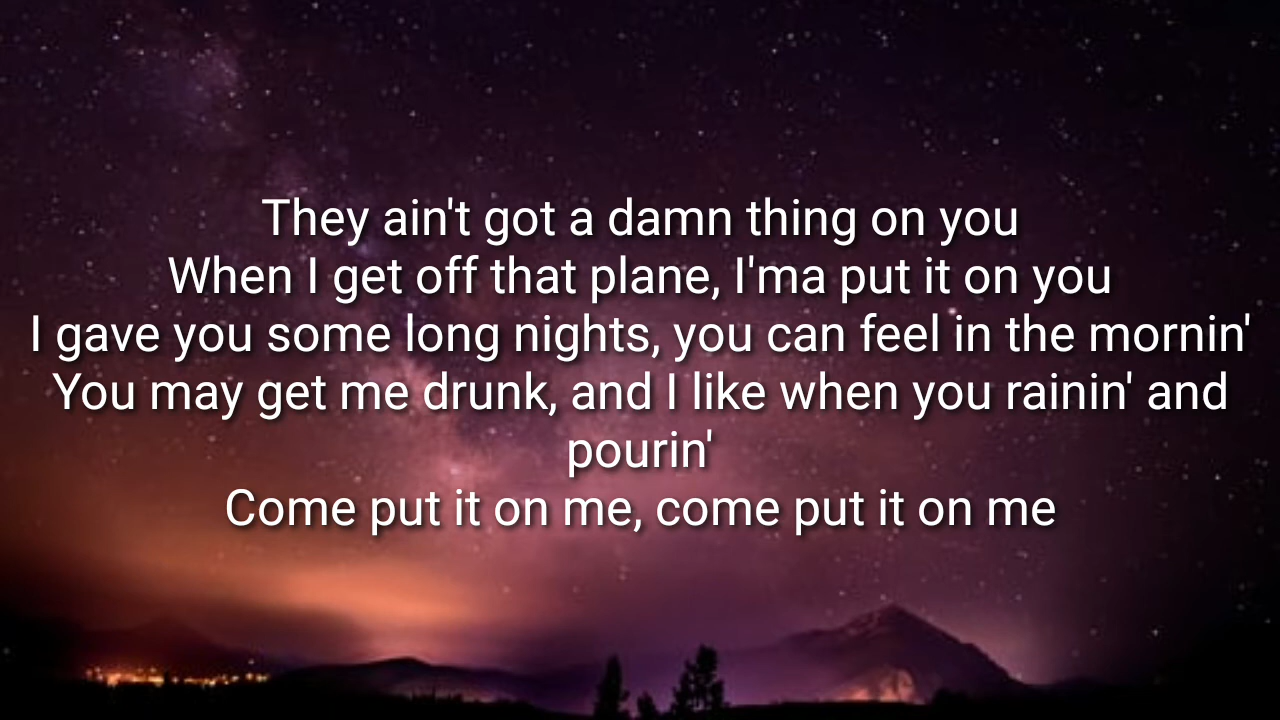 They ain't got a damn thing on you
When I get off that plane, I'ma put it on you
I gave you some long nights, you can feel in the mornin'
You may get me drunk, and I like when you rainin' and
pourin'
Come put it on me, come put it on me